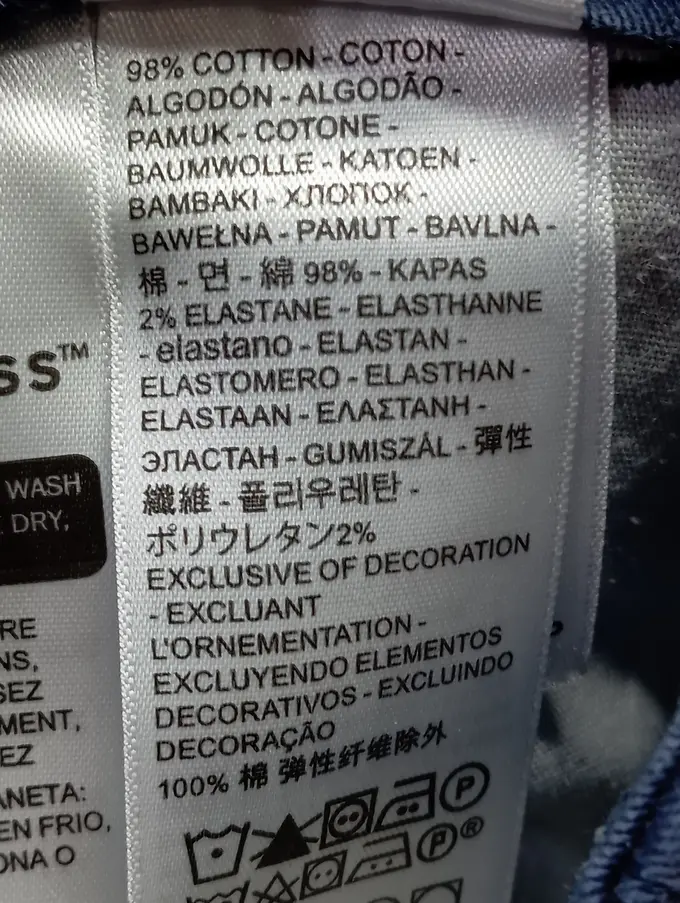 98% COTTON - COTON -
ALGODÓN - ALGODÃO -
PAMUK - COTONE -
BAUMWOLLE - KATOEN -
BAMBAKI - ХЛОПОК -
BAWEŁNA - PAMUT - BAVLNA -
棉 - 면 - 綿 98% - KAPAS
2% ELASTANE - ELASTHANNE
- elastano - ELASTAN -
ELASTOMERO - ELASTHAN -
ELASTAAN - ΕΛΑΣΤΑΝΗ -
ЭЛАСТАН - GUMISZÁL - 彈性
纖維 - 폴리우레탄 -
ポリウレタン2%
EXCLUSIVE OF DECORATION
- EXCLUANT
L'ORNEMENTATION -
EXCLUYENDO ELEMENTOS
DECORATIVOS - EXCLUINDO
DECORAÇÃO
100% 棉 弹性纤维除外
P
P®
SS™
WASH
DRY,
RE
NS,
SEZ
MENT,
EZ
ANETA:
EN FRIO,
ONA O